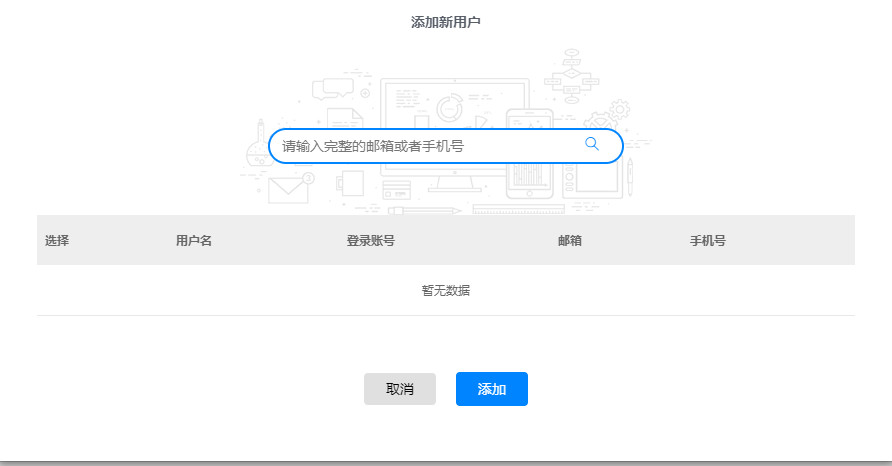 添加新用户
请输入完整的邮箱或者手机号
3
选择 用户名 登录账号 邮箱 手机号
暂无数据
取消 添加